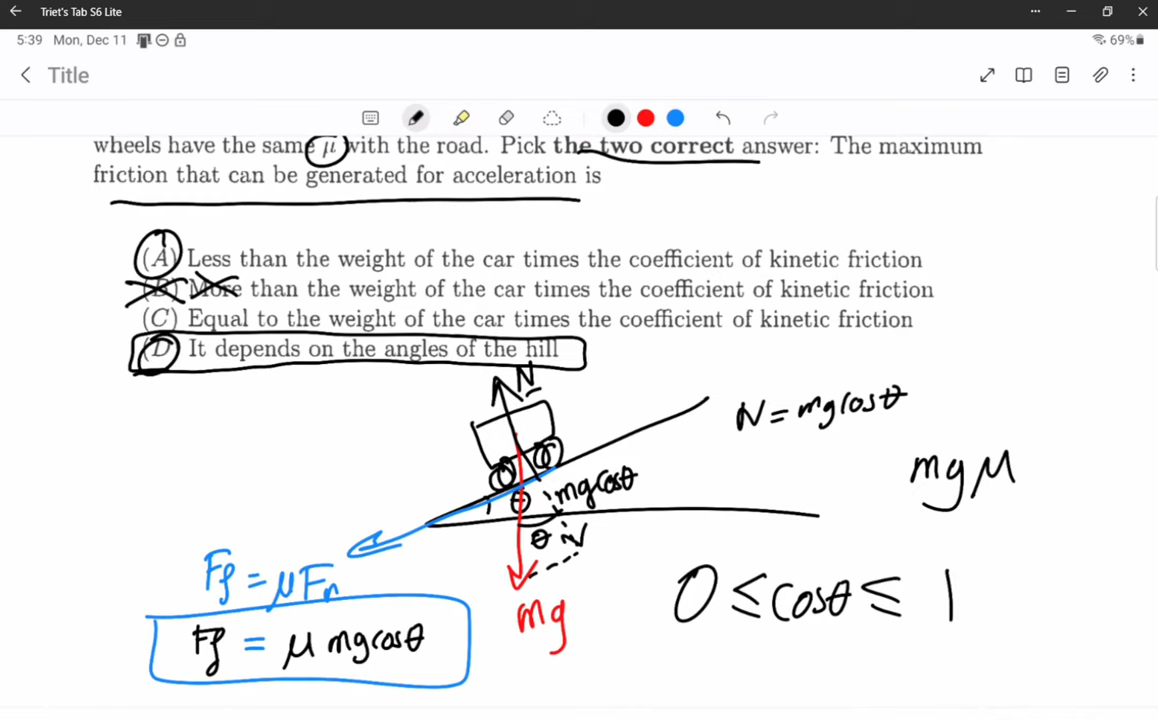 Triet's Tab S6 Lite
5:39 Mon, Dec 11 69%
Title
wheels have the same μ with the road. Pick the two correct answer: The maximum
friction that can be generated for acceleration is
(A) Less than the weight of the car times the coefficient of kinetic friction
(B) More than the weight of the car times the coefficient of kinetic friction
(C) Equal to the weight of the car times the coefficient of kinetic friction
(D) It depends on the angles of the hill
N
N = mg cosθ
mgμ
θ
mg cosθ
θ
N
Ff = μFn
Ff = μ mg cosθ
mg
0 ≤ cosθ ≤ 1